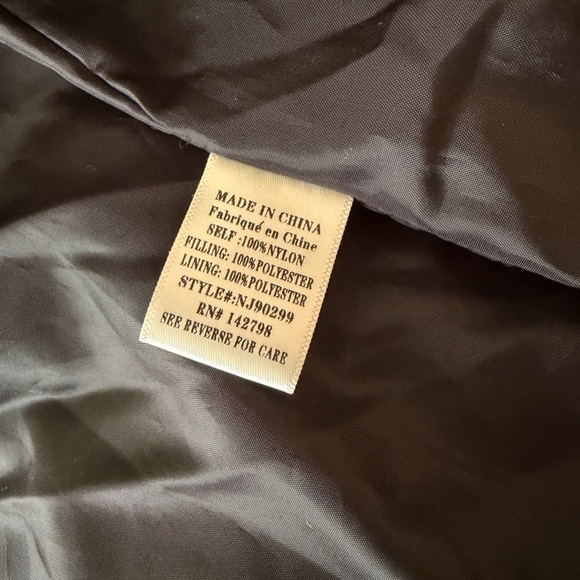 MADE IN CHINA
Fabriqué en Chine
SELF :100%NYLON
FILLING: 100%POLYESTER
LINING: 100%POLYESTER
STYLE#:NJ90299
RN# 142798
SEE REVERSE FOR CARE